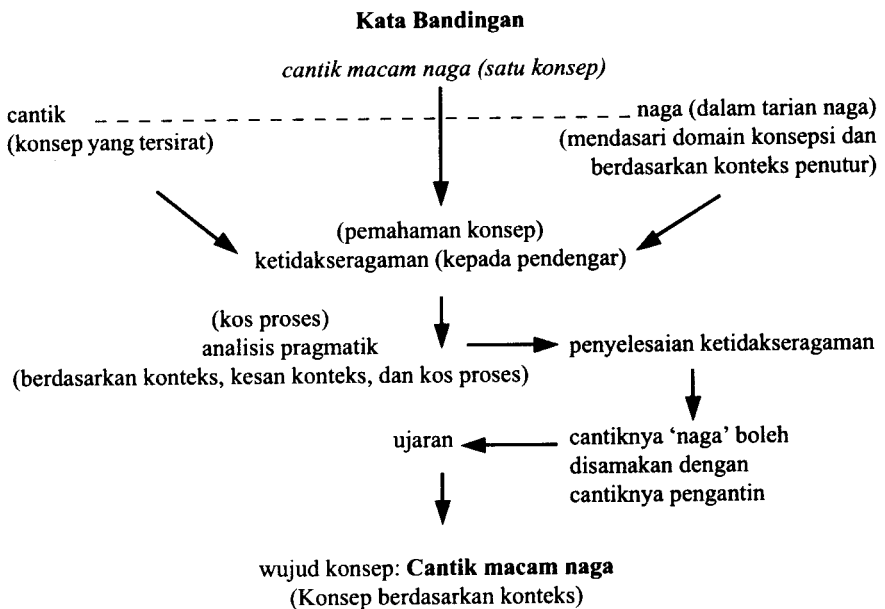 Kata Bandingan
cantik macam naga (satu konsep)
cantik
(konsep yang tersirat)
naga (dalam tarian naga)
(mendasari domain konsepsi dan
berdasarkan konteks penutur)
(pemahaman konsep)
ketidakseragaman (kepada pendengar)
(kos proses)
analisis pragmatik
(berdasarkan konteks, kesan konteks, dan kos proses)
penyelesaian ketidakseragaman
cantiknya ‘naga’ boleh
disamakan dengan
cantiknya pengantin
ujaran
wujud konsep: Cantik macam naga
(Konsep berdasarkan konteks)